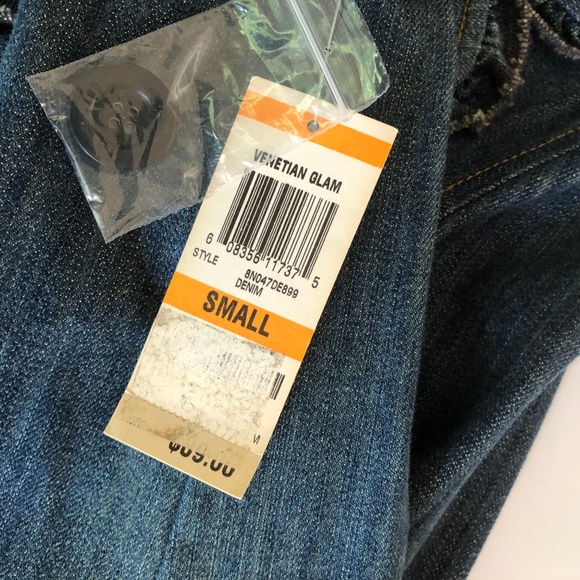 VENETIAN GLAM
6 08356 11737 5
STYLE 8N047DE899
DENIM
SMALL
M